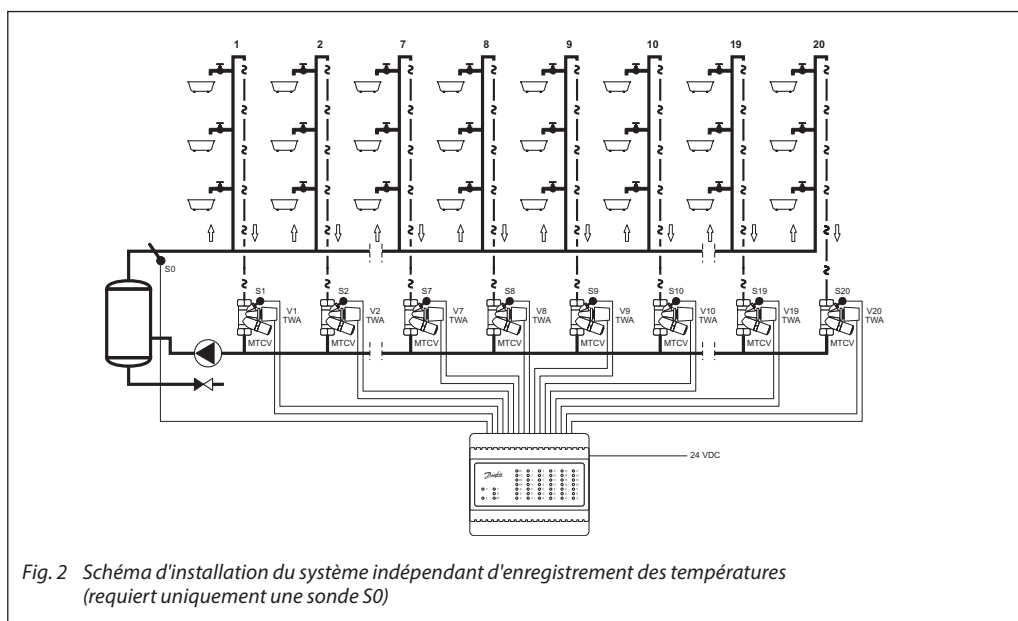 1 2 7 8 9 10 19 20
S0
S1 S2 S7 S8 S9 S10 S19 S20
V1 V2 V7 V8 V9 V10 V19 V20
TWA TWA TWA TWA TWA TWA TWA TWA
MTCV MTCV MTCV MTCV MTCV MTCV MTCV MTCV
24 VDC
Danfoss
Fig. 2 Schéma d'installation du système indépendant d'enregistrement des températures
(requiert uniquement une sonde S0)